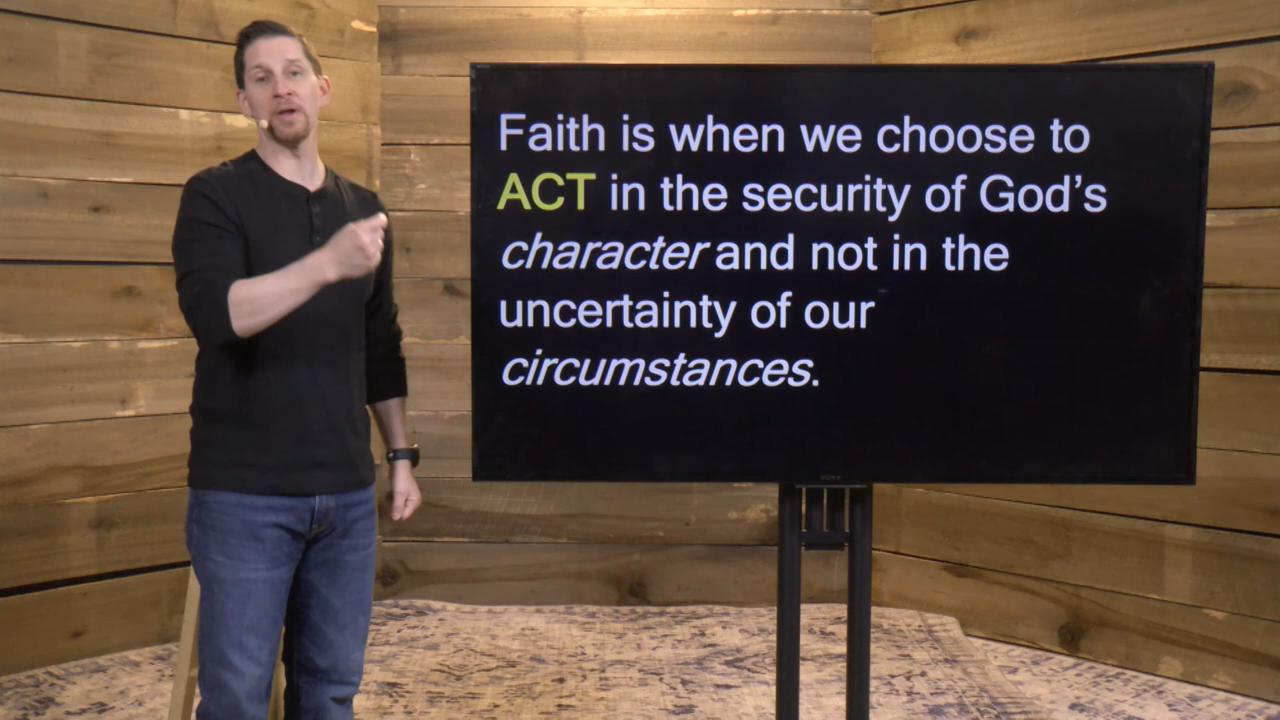 Faith is when we choose to
ACT in the security of God’s
character and not in the
uncertainty of our
circumstances.
SONY